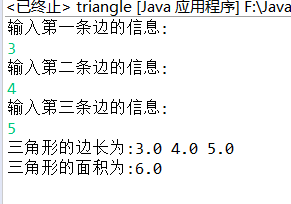 <已终止> triangle [Java 应用程序] F:\Java
输入第一条边的信息:
3
输入第二条边的信息:
4
输入第三条边的信息:
5
三角形的边长为:3.0 4.0 5.0
三角形的面积为:6.0